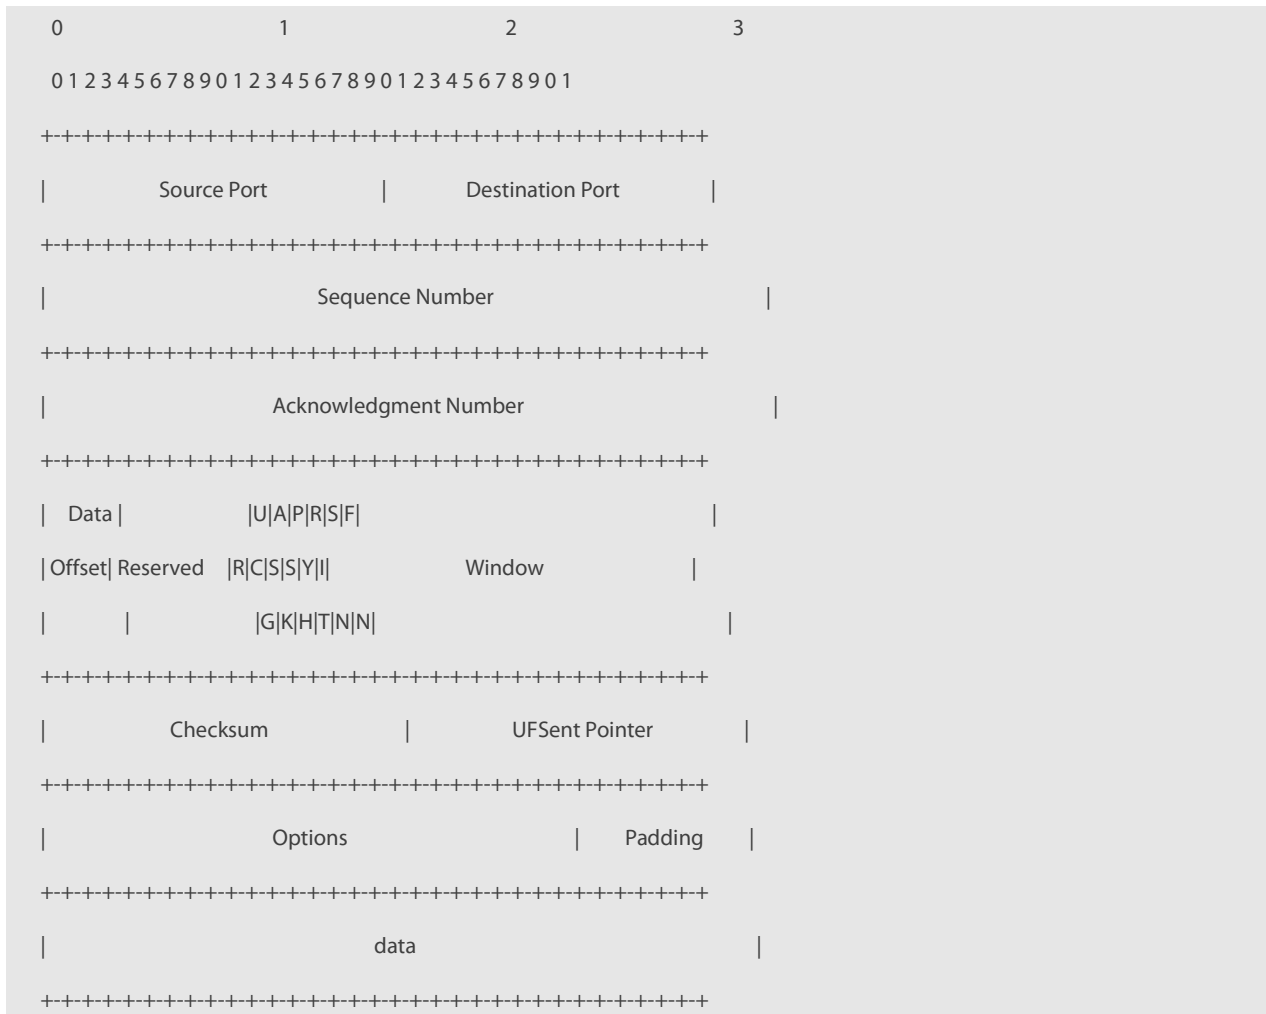 0 1 2 3
0 1 2 3 4 5 6 7 8 9 0 1 2 3 4 5 6 7 8 9 0 1 2 3 4 5 6 7 8 9 0 1
+-+-+-+-+-+-+-+-+-+-+-+-+-+-+-+-+-+-+-+-+-+-+-+-+-+-+-+-+-+-+-+-+
| Source Port | Destination Port |
+-+-+-+-+-+-+-+-+-+-+-+-+-+-+-+-+-+-+-+-+-+-+-+-+-+-+-+-+-+-+-+-+
| Sequence Number |
+-+-+-+-+-+-+-+-+-+-+-+-+-+-+-+-+-+-+-+-+-+-+-+-+-+-+-+-+-+-+-+-+
| Acknowledgment Number |
+-+-+-+-+-+-+-+-+-+-+-+-+-+-+-+-+-+-+-+-+-+-+-+-+-+-+-+-+-+-+-+-+
| Data | |U|A|P|R|S|F| |
| Offset| Reserved |R|C|S|S|Y|I| Window |
| | |G|K|H|T|N|N| |
+-+-+-+-+-+-+-+-+-+-+-+-+-+-+-+-+-+-+-+-+-+-+-+-+-+-+-+-+-+-+-+-+
| Checksum | UFSent Pointer |
+-+-+-+-+-+-+-+-+-+-+-+-+-+-+-+-+-+-+-+-+-+-+-+-+-+-+-+-+-+-+-+-+
| Options | Padding |
+-+-+-+-+-+-+-+-+-+-+-+-+-+-+-+-+-+-+-+-+-+-+-+-+-+-+-+-+-+-+-+-+
| data |
+-+-+-+-+-+-+-+-+-+-+-+-+-+-+-+-+-+-+-+-+-+-+-+-+-+-+-+-+-+-+-+-+